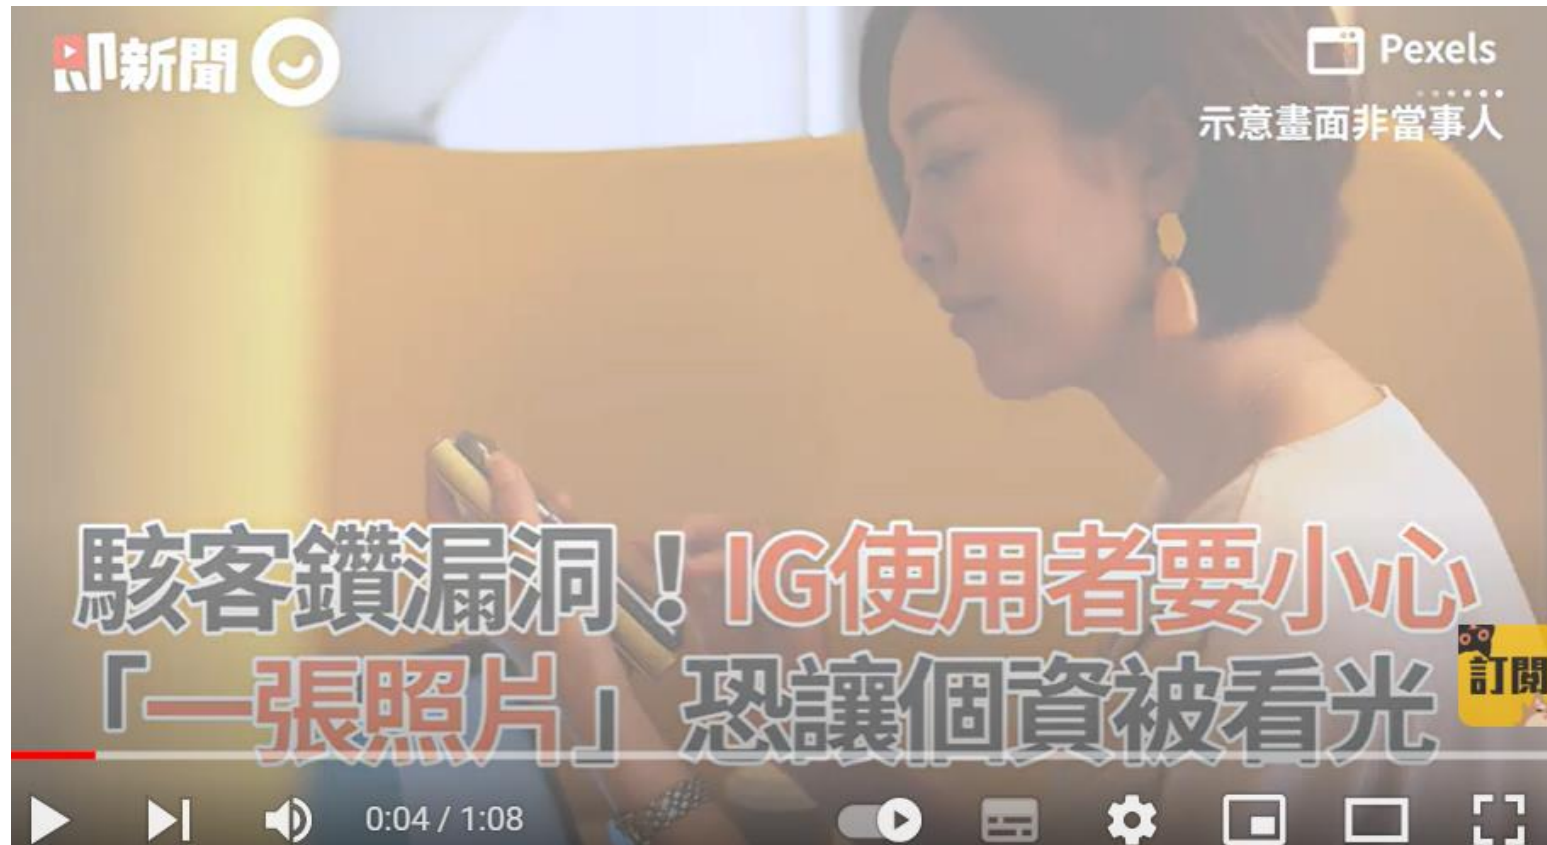 即新聞
Pexels
示意畫面非當事人
駭客鑽漏洞！IG使用者要小心
「一張照片」恐讓個資被看光
訂閱
0:04 / 1:08